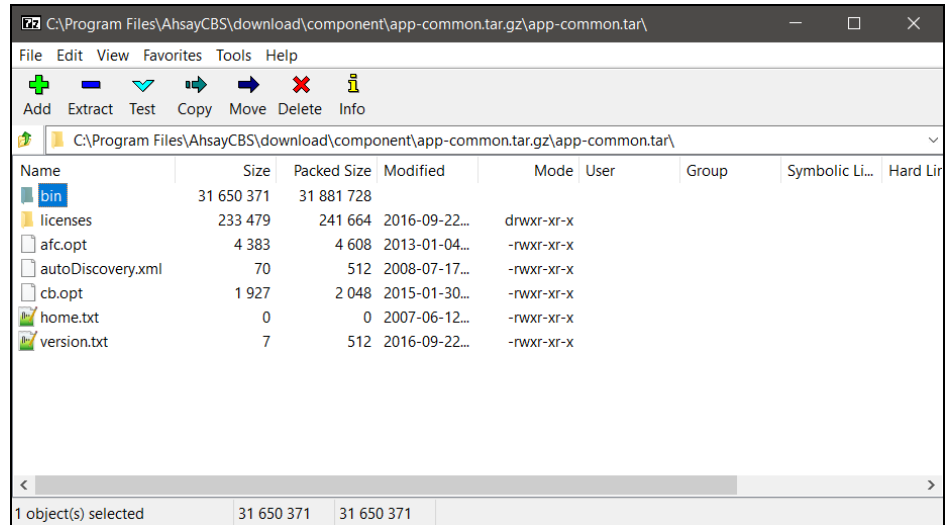 C:\Program Files\AhsayCBS\download\component\app-common.tar.gz\app-common.tar\
File Edit View Favorites Tools Help
Add Extract Test Copy Move Delete Info
C:\Program Files\AhsayCBS\download\component\app-common.tar.gz\app-common.tar\
Name Size Packed Size Modified Mode User Group Symbolic Li... Hard Lir
bin 31 650 371 31 881 728
licenses 233 479 241 664 2016-09-22... drwxr-xr-x
afc.opt 4 383 4 608 2013-01-04... -rwxr-xr-x
autoDiscovery.xml 70 512 2008-07-17... -rwxr-xr-x
cb.opt 1 927 2 048 2015-01-30... -rwxr-xr-x
home.txt 0 0 2007-06-12... -rwxr-xr-x
version.txt 7 512 2016-09-22... -rwxr-xr-x
1 object(s) selected 31 650 371 31 650 371